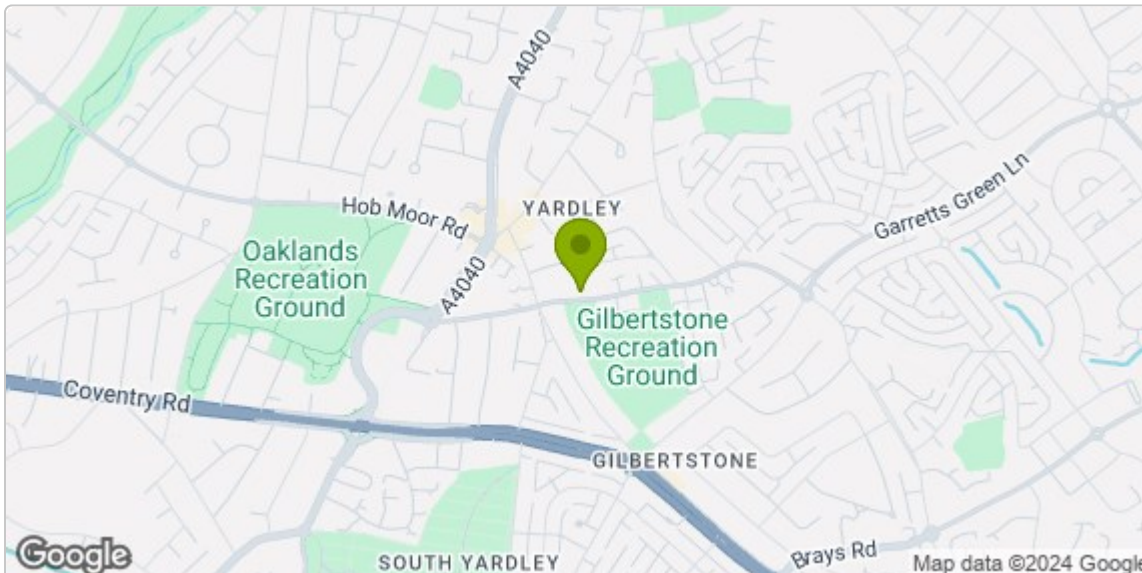 A4040
Hob Moor Rd
YARDLEY
Garretts Green Ln
Oaklands
Recreation
Ground
A4040
Gilbertstone
Recreation
Ground
Coventry Rd
GILBERTSTONE
SOUTH YARDLEY
Brays Rd
Google
Map data ©2024 Google